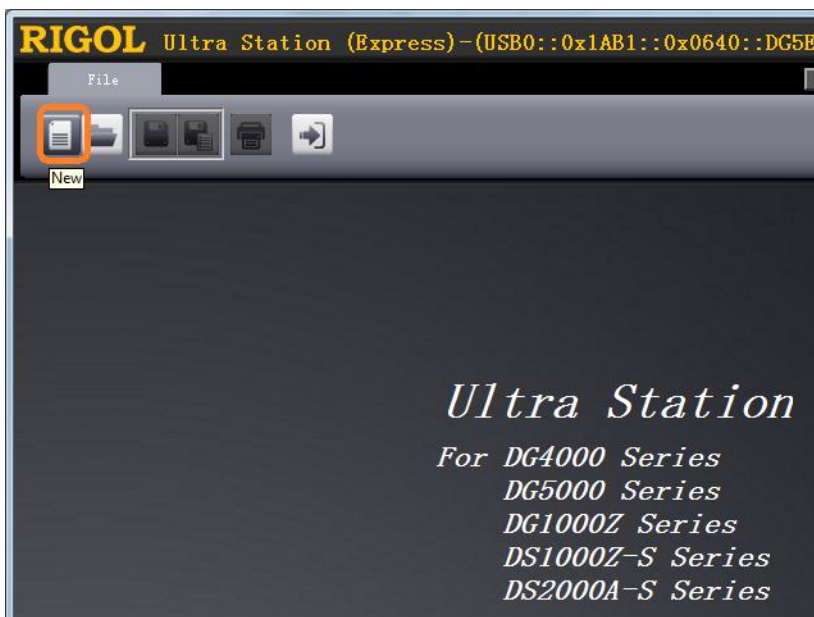 RIGOL Ultra Station (Express)-(USB0::0x1AB1::0x0640::DG5E
File
New
Ultra Station
For DG4000 Series
DG5000 Series
DG1000Z Series
DS1000Z-S Series
DS2000A-S Series